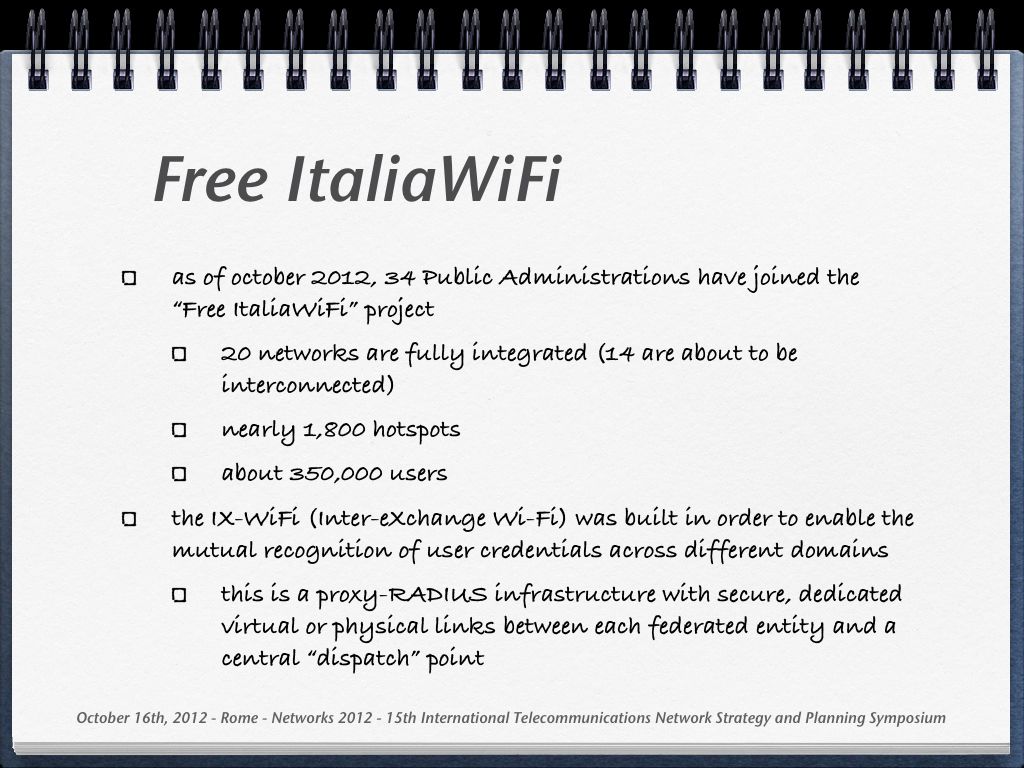 Free ItaliaWiFi
as of october 2012, 34 Public Administrations have joined the
“Free ItaliaWiFi” project
20 networks are fully integrated (14 are about to be
interconnected)
nearly 1,800 hotspots
about 350,000 users
the IX-WiFi (Inter-eXchange Wi-Fi) was built in order to enable the
mutual recognition of user credentials across different domains
this is a proxy-RADIUS infrastructure with secure, dedicated
virtual or physical links between each federated entity and a
central “dispatch” point
October 16th, 2012 - Rome - Networks 2012 - 15th International Telecommunications Network Strategy and Planning Symposium